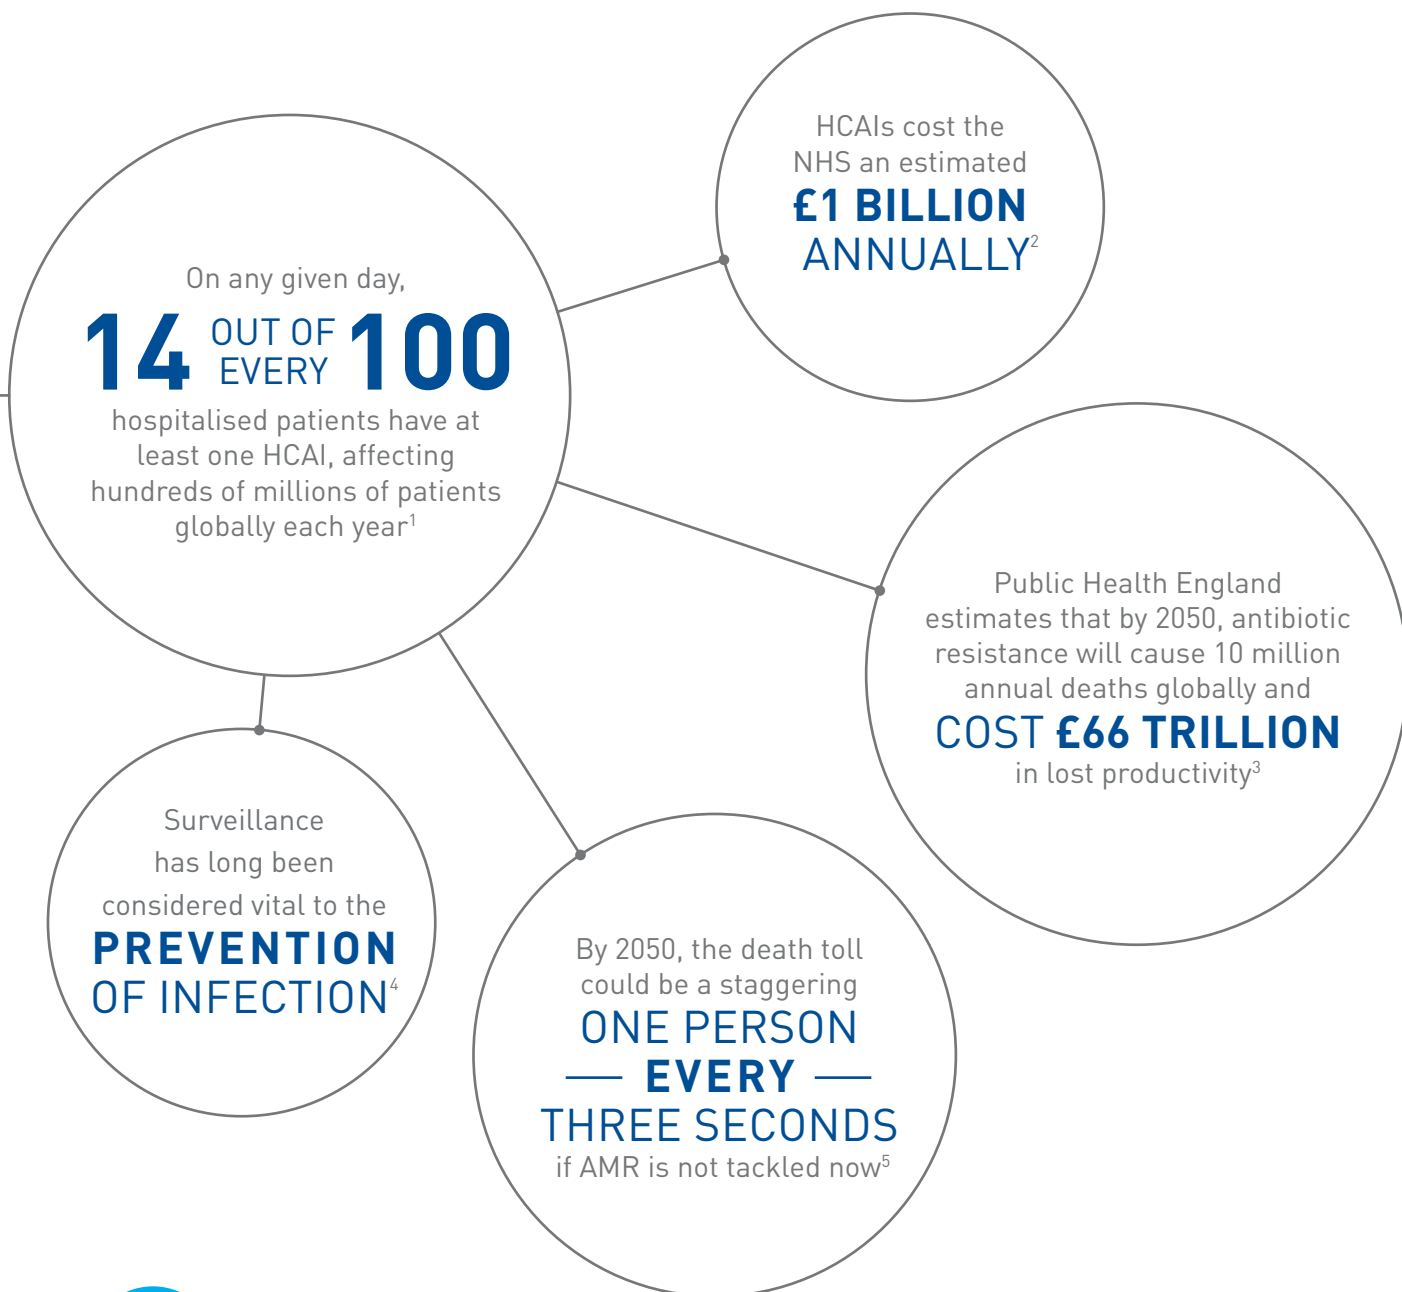 On any given day,
14 OUT OF EVERY 100
hospitalised patients have at
least one HCAI, affecting
hundreds of millions of patients
globally each year1
HCAIs cost the
NHS an estimated
£1 BILLION
ANNUALLY2
Public Health England
estimates that by 2050, antibiotic
resistance will cause 10 million
annual deaths globally and
COST £66 TRILLION
in lost productivity3
Surveillance
has long been
considered vital to the
PREVENTION
OF INFECTION4
By 2050, the death toll
could be a staggering
ONE PERSON
— EVERY —
THREE SECONDS
if AMR is not tackled now5